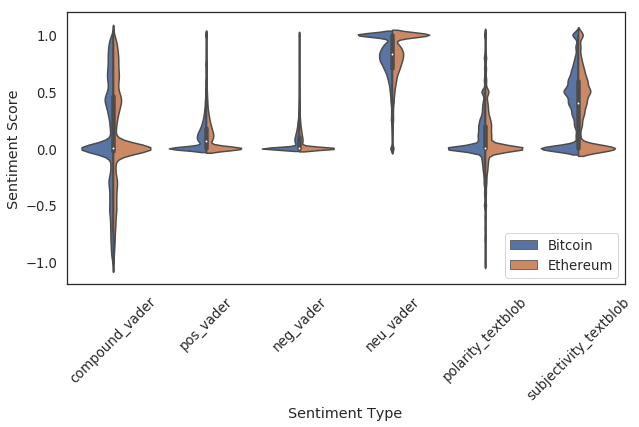 Sentiment Score
1.0
0.5
0.0
−0.5
−1.0
Bitcoin
Ethereum
compound_vader
pos_vader
neg_vader
neu_vader
polarity_textblob
subjectivity_textblob
Sentiment Type